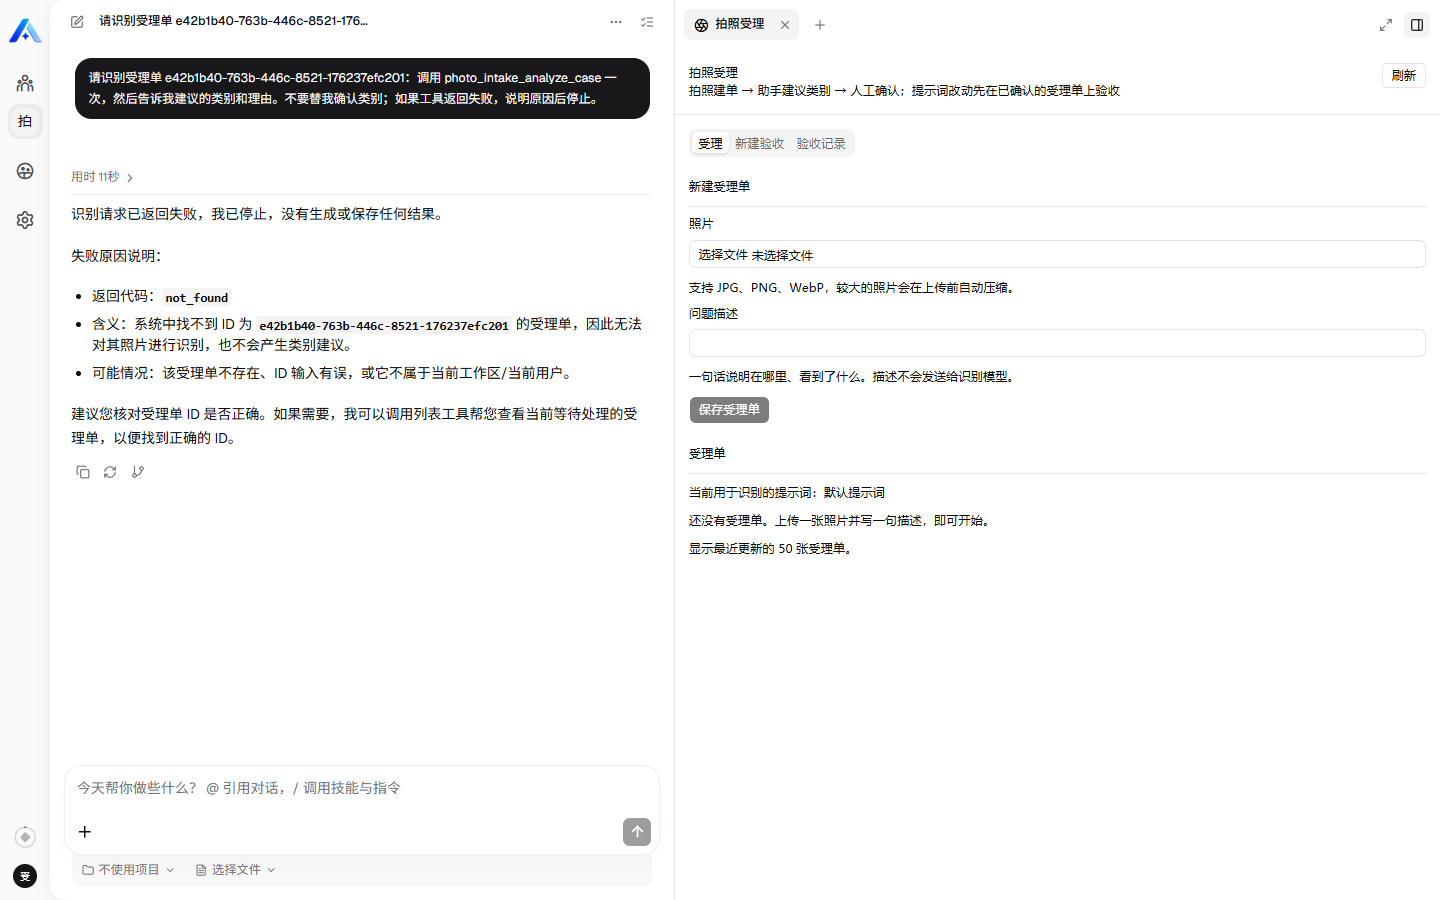 请识别受理单 e42b1b40-763b-446c-8521-176...
拍
请识别受理单 e42b1b40-763b-446c-8521-176237efc201：调用 photo_intake_analyze_case 一
次，然后告诉我建议的类别和理由。不要替我确认类别；如果工具返回失败，说明原因后停止。
用时 11秒
识别请求已返回失败，我已停止，没有生成或保存任何结果。
失败原因说明：
返回代码：not_found
含义：系统中找不到 ID 为 e42b1b40-763b-446c-8521-176237efc201 的受理单，因此无法
对其照片进行识别，也不会产生类别建议。
可能情况：该受理单不存在、ID 输入有误，或它不属于当前工作区/当前用户。
建议您核对受理单 ID 是否正确。如果需要，我可以调用列表工具帮您查看当前等待处理的受
理单，以便找到正确的 ID。
今天帮你做些什么？ @ 引用对话，/ 调用技能与指令
不使用项目
选择文件
拍照受理
拍照受理
拍照建单 → 助手建议类别 → 人工确认；提示词改动先在已确认的受理单上验收
刷新
受理 新建验收 验收记录
新建受理单
照片
选择文件 未选择文件
支持 JPG、PNG、WebP，较大的照片会在上传前自动压缩。
问题描述
一句话说明在哪里、看到了什么。描述不会发送给识别模型。
保存受理单
受理单
当前用于识别的提示词：默认提示词
还没有受理单。上传一张照片并写一句描述，即可开始。
显示最近更新的 50 张受理单。